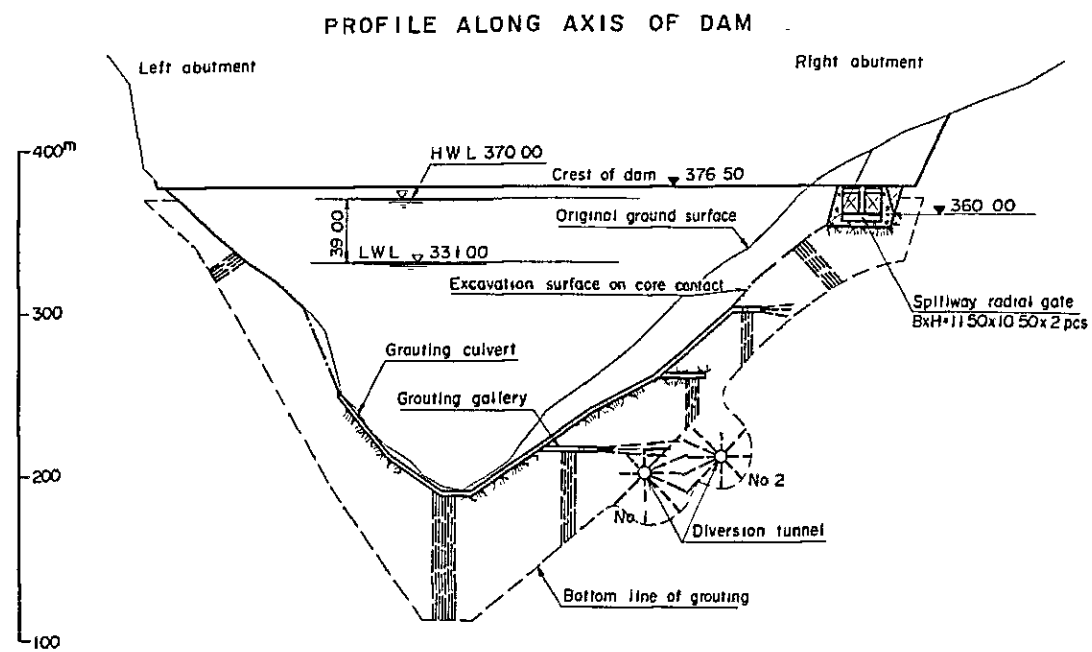 PROFILE ALONG AXIS OF DAM
Left abutment
Right abutment
400m
HWL 370 00
Crest of dam 376 50
Original ground surface
360 00
39 00
LWL 331 00
Excavation surface on core contact
Spillway radial gate
BxH=11 50x10 50x2 pcs
300
Grouting culvert
Grouting gallery
200
No 2
No 1
Diversion tunnel
Bottom line of grouting
100